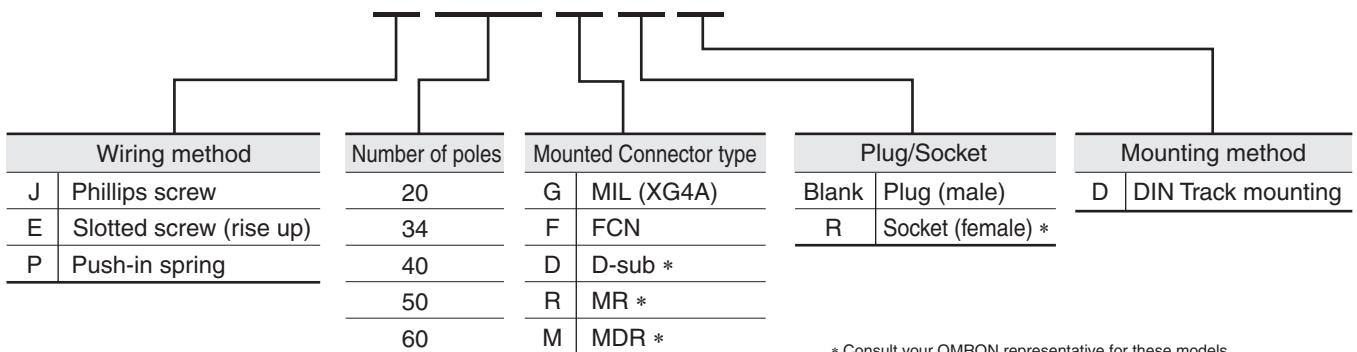 Wiring method
J Phillips screw
E Slotted screw (rise up)
P Push-in spring
Number of poles
20
34
40
50
60
Mounted Connector type
G MIL (XG4A)
F FCN
D D-sub *
R MR *
M MDR *
Plug/Socket
Blank Plug (male)
R Socket (female) *
Mounting method
D DIN Track mounting
* Consult your OMRON representative for these models